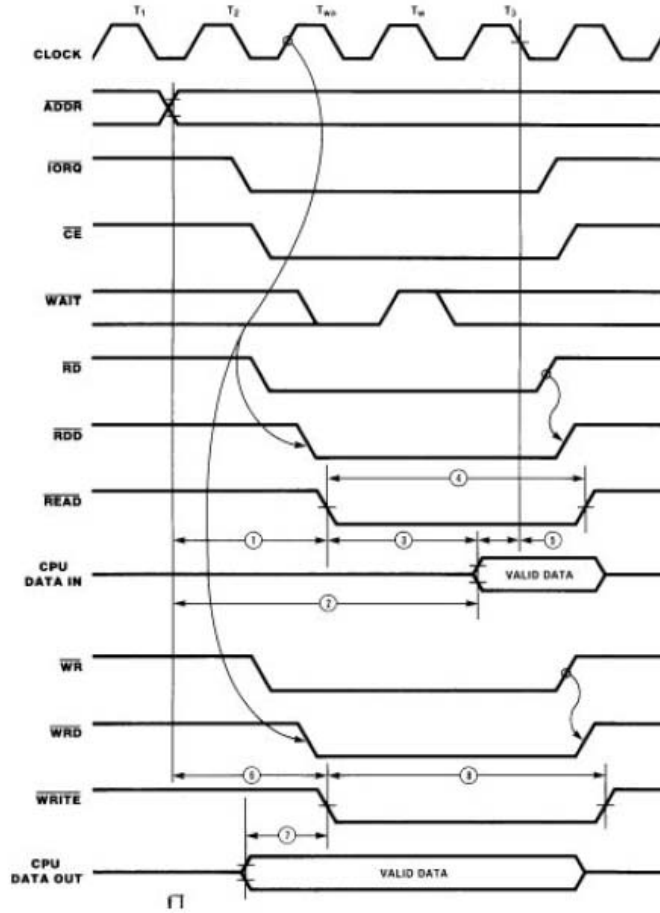 T1 T2 Twa Tw T3
CLOCK
ADDR
IORQ
CE
WAIT
RD
RDD
4
READ
1 3 5
CPU
DATA IN
VALID DATA
2
WR
WRD
6 8
WRITE
7
CPU
DATA OUT
VALID DATA